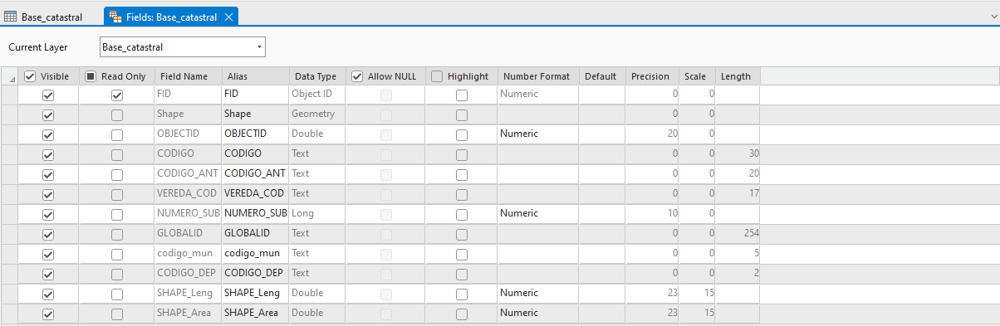 Base_catastral Fields: Base_catastral
Current Layer Base_catastral
Visible Read Only Field Name Alias Data Type Allow NULL Highlight Number Format Default Precision Scale Length
FID FID Object ID Numeric 0 0
Shape Shape Geometry 0 0
OBJECTID OBJECTID Double Numeric 20 0
CODIGO CODIGO Text 0 0 30
CODIGO_ANT CODIGO_ANT Text 0 0 20
VEREDA_COD VEREDA_COD Text 0 0 17
NUMERO_SUB NUMERO_SUB Long Numeric 10 0
GLOBALID GLOBALID Text 0 0 254
codigo_mun codigo_mun Text 0 0 5
CODIGO_DEP CODIGO_DEP Text 0 0 2
SHAPE_Leng SHAPE_Leng Double Numeric 23 15
SHAPE_Area SHAPE_Area Double Numeric 23 15